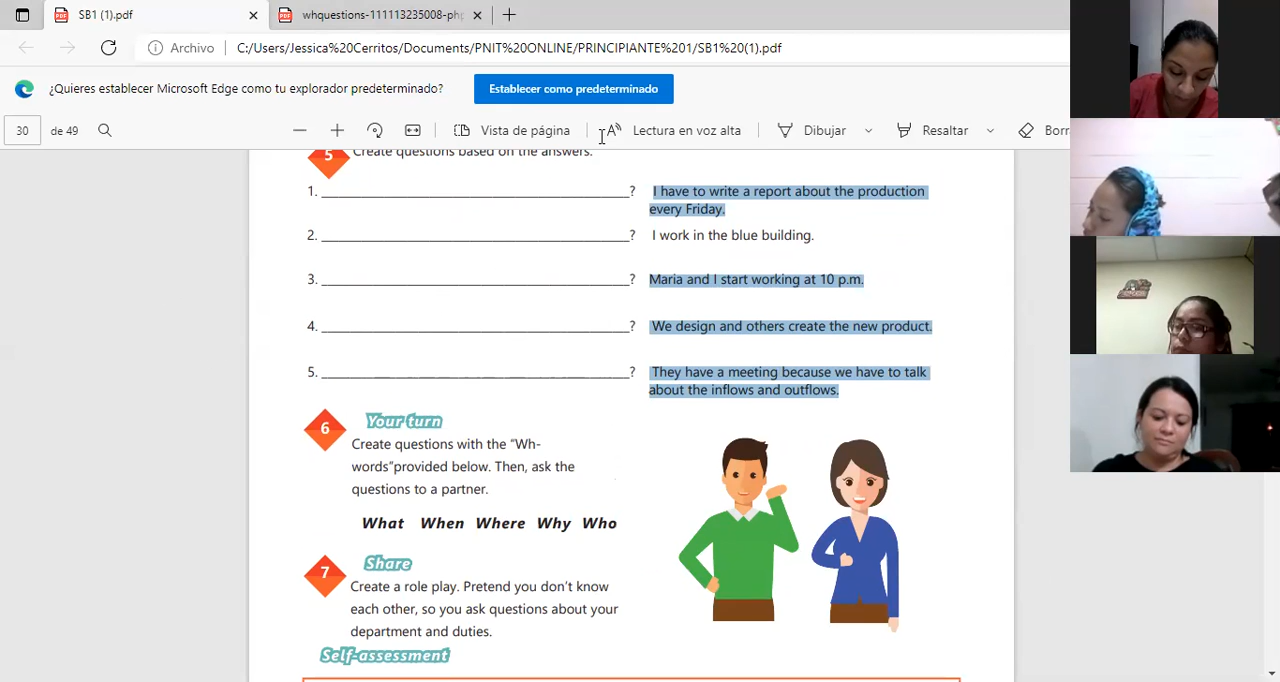 SB1 (1).pdf
whquestions-111113235008-php
Archivo C:/Users/Jessica%20Cerritos/Documents/PNIT%20ONLINE/PRINCIPIANTE%201/SB1%20(1).pdf
¿Quieres establecer Microsoft Edge como tu explorador predeterminado? Establecer como predeterminado
30 de 49 Vista de página Lectura en voz alta Dibujar Resaltar Borr
5 Create questions based on the answers.
1. ? I have to write a report about the production
every Friday.
2. ? I work in the blue building.
3. ? Maria and I start working at 10 p.m.
4. ? We design and others create the new product.
5. ? They have a meeting because we have to talk
about the inflows and outflows.
6 Your turn
Create questions with the "Wh-
words"provided below. Then, ask the
questions to a partner.
What When Where Why Who
7 Share
Create a role play. Pretend you don't know
each other, so you ask questions about your
department and duties.
Self-assessment